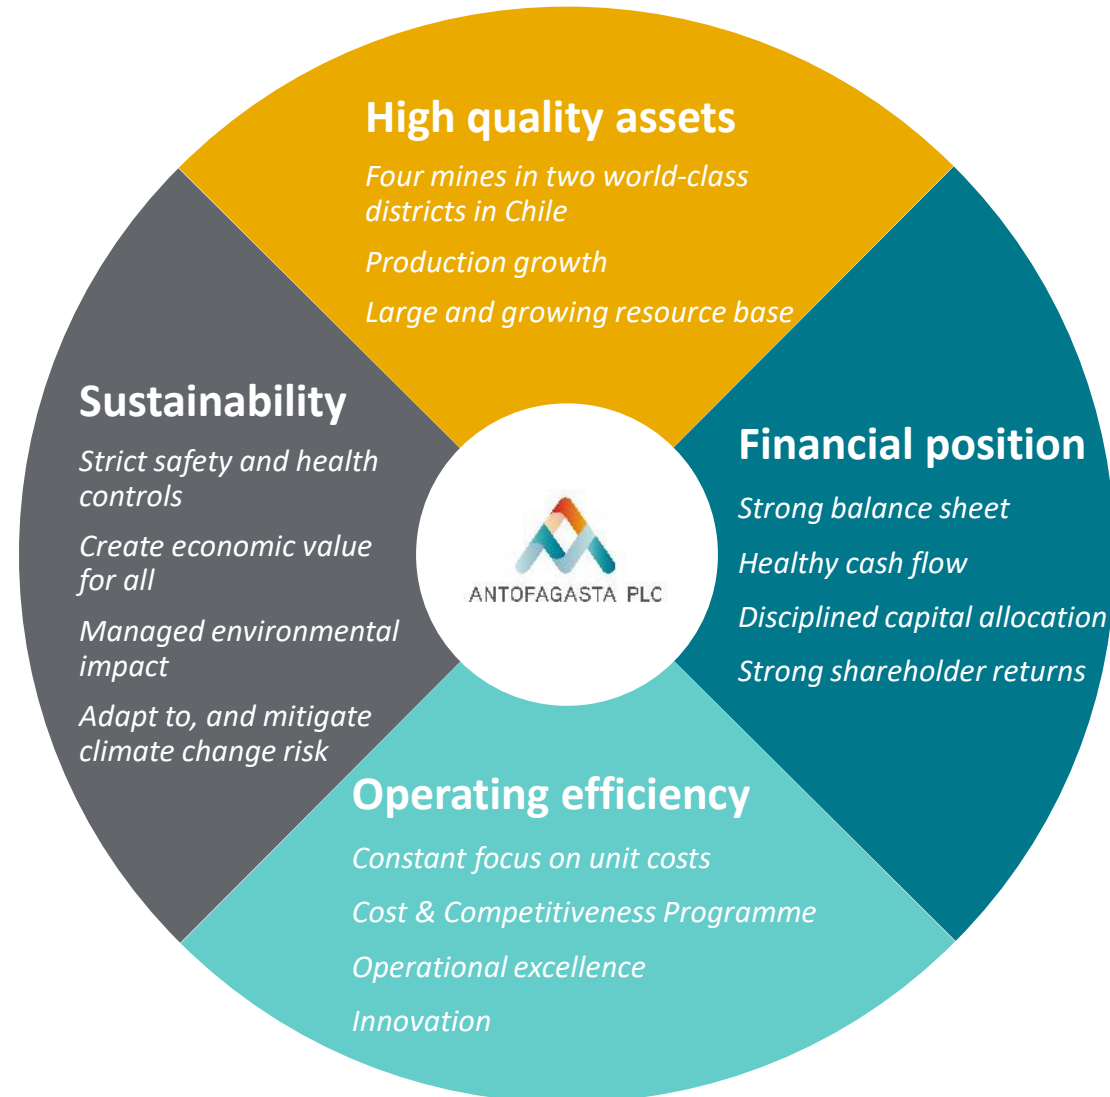 High quality assets
Four mines in two world-class
districts in Chile
Production growth
Large and growing resource base
Sustainability
Strict safety and health
controls
Create economic value
for all
Managed environmental
impact
Adapt to, and mitigate
climate change risk
ANTOFAGASTA PLC
Financial position
Strong balance sheet
Healthy cash flow
Disciplined capital allocation
Strong shareholder returns
Operating efficiency
Constant focus on unit costs
Cost & Competitiveness Programme
Operational excellence
Innovation